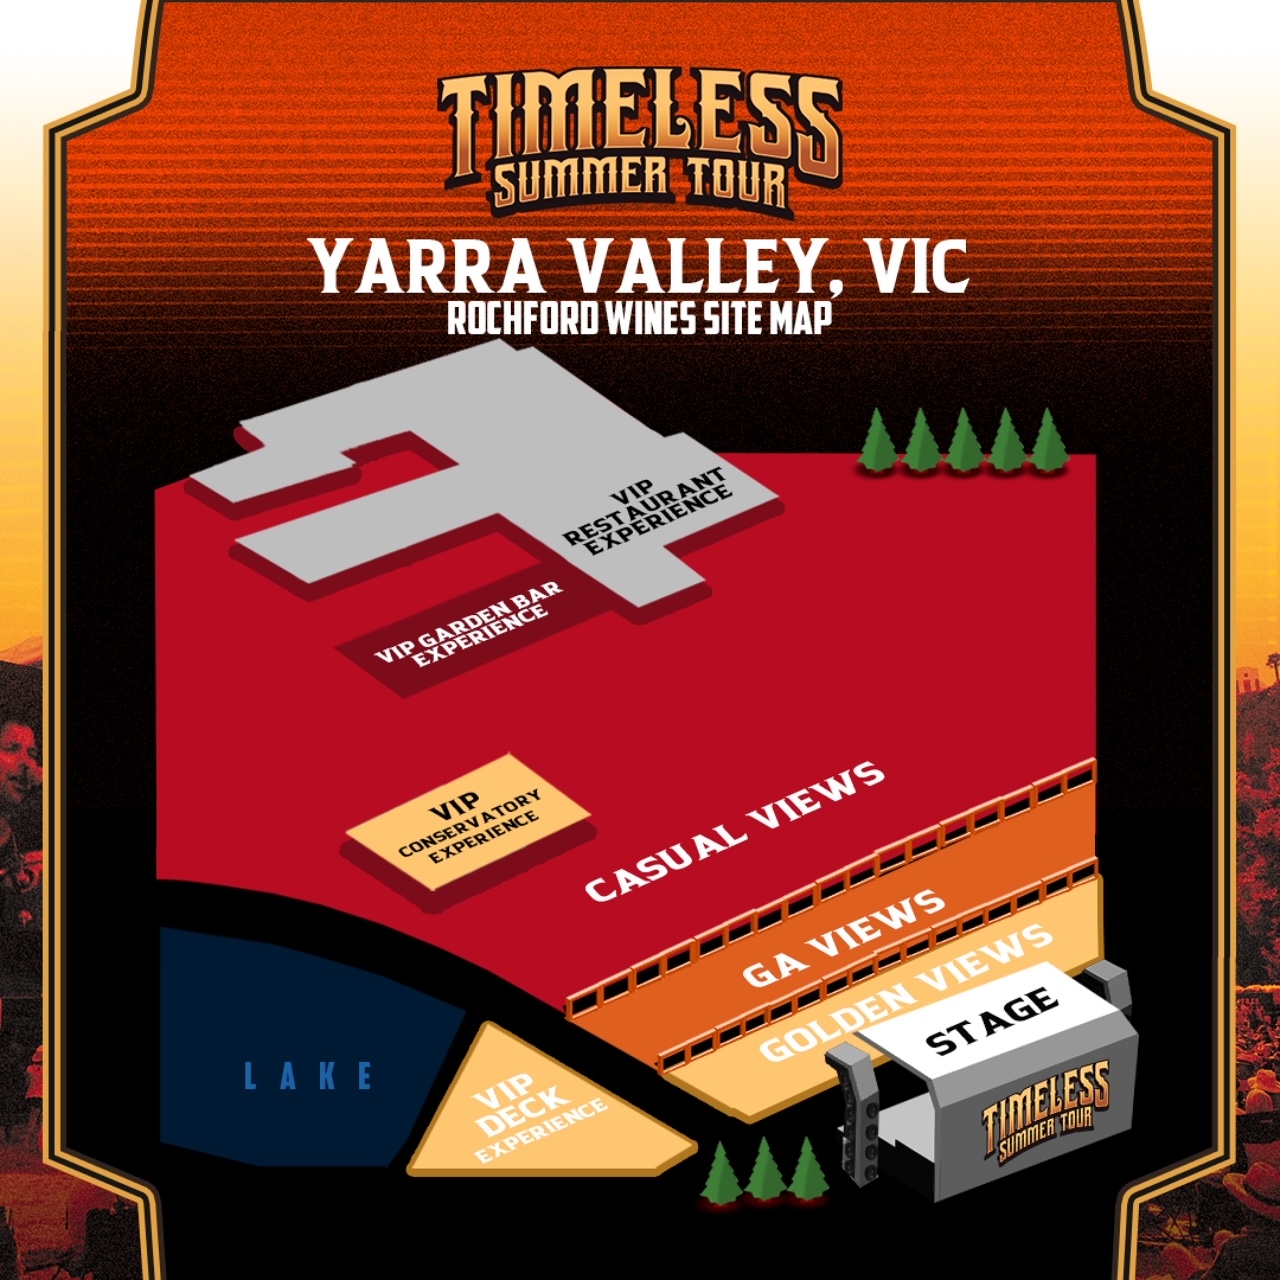 TIMELESS
SUMMER TOUR
YARRA VALLEY, VIC
ROCHFORD WINES SITE MAP
VIP
RESTAURANT
EXPERIENCE
VIP GARDEN BAR
EXPERIENCE
VIP
CONSERVATORY
EXPERIENCE
CASUAL VIEWS
GA VIEWS
GOLDEN VIEWS
STAGE
LAKE
VIP
DECK
EXPERIENCE
TIMELESS
SUMMER TOUR